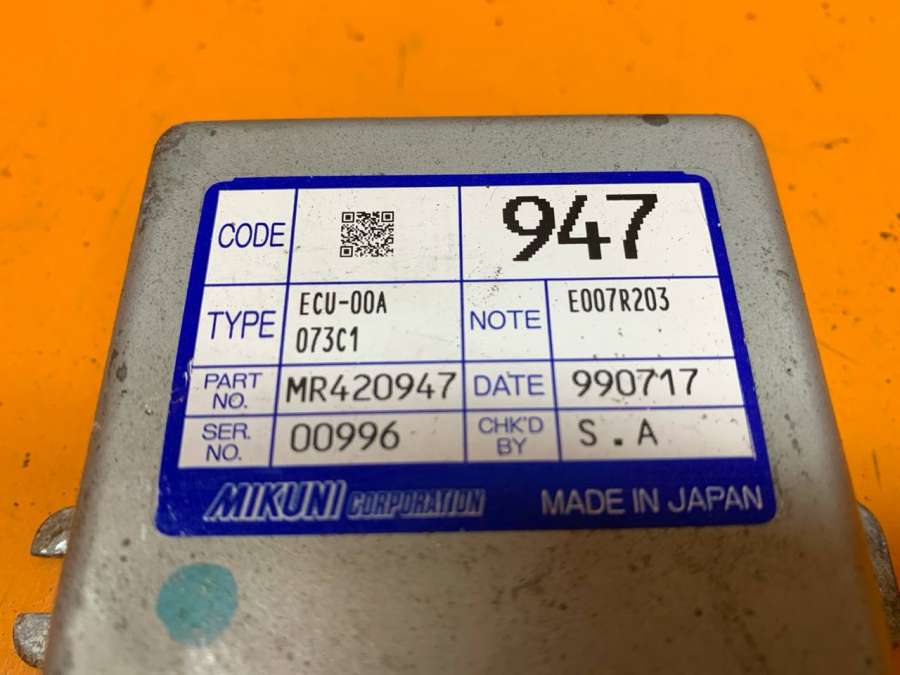 CODE 947
TYPE ECU-00A 073C1 NOTE E007R203
PART NO. MR420947 DATE 990717
SER. NO. 00996 CHK'D BY S.A
MIKUNI CORPORATION MADE IN JAPAN